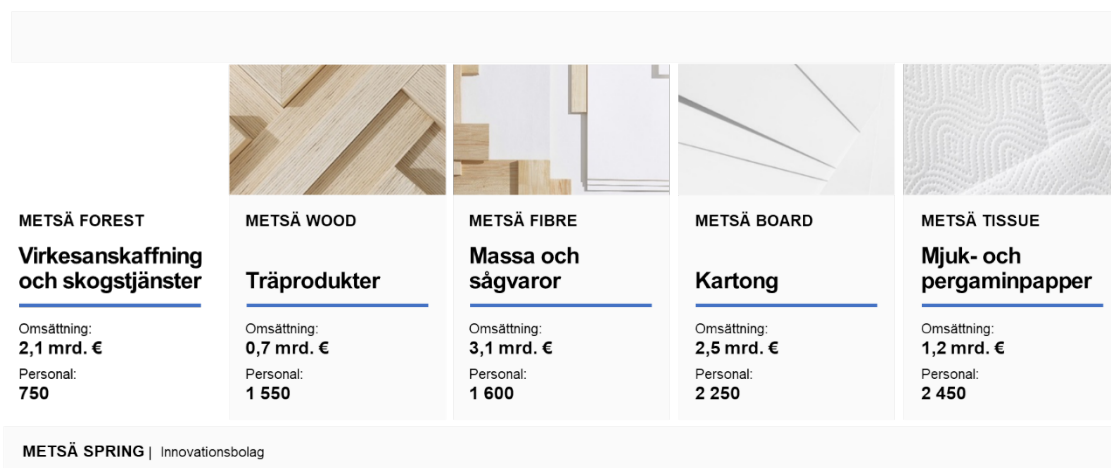 METSÄ FOREST
Virkesanskaffning
och skogstjänster
Omsättning:
2,1 mrd. €
Personal:
750
METSÄ WOOD
Träprodukter
Omsättning:
0,7 mrd. €
Personal:
1 550
METSÄ FIBRE
Massa och
sågvaror
Omsättning:
3,1 mrd. €
Personal:
1 600
METSÄ BOARD
Kartong
Omsättning:
2,5 mrd. €
Personal:
2 250
METSÄ TISSUE
Mjuk- och
pergaminpapper
Omsättning:
1,2 mrd. €
Personal:
2 450
METSÄ SPRING | Innovationsbolag